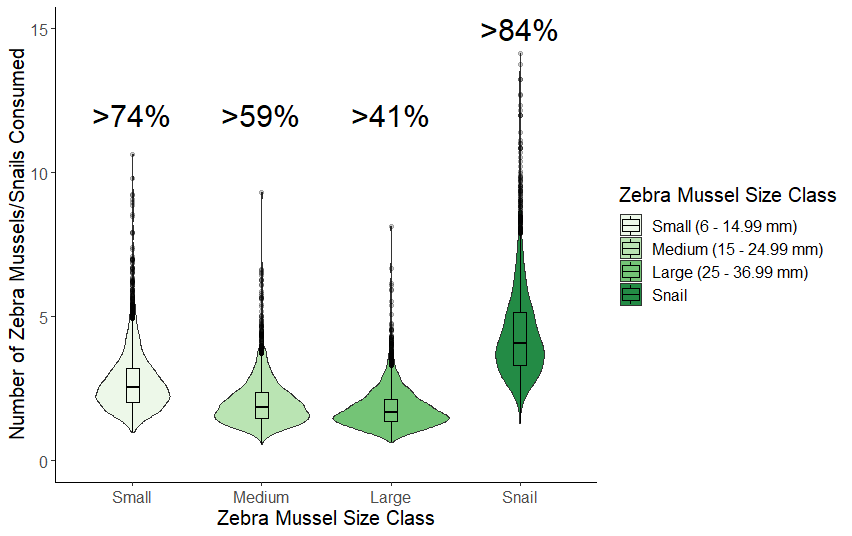 >84%
>74% >59% >41%
Number of Zebra Mussels/Snails Consumed
15
10
5
0
Small Medium Large Snail
Zebra Mussel Size Class
Zebra Mussel Size Class
Small (6 - 14.99 mm)
Medium (15 - 24.99 mm)
Large (25 - 36.99 mm)
Snail